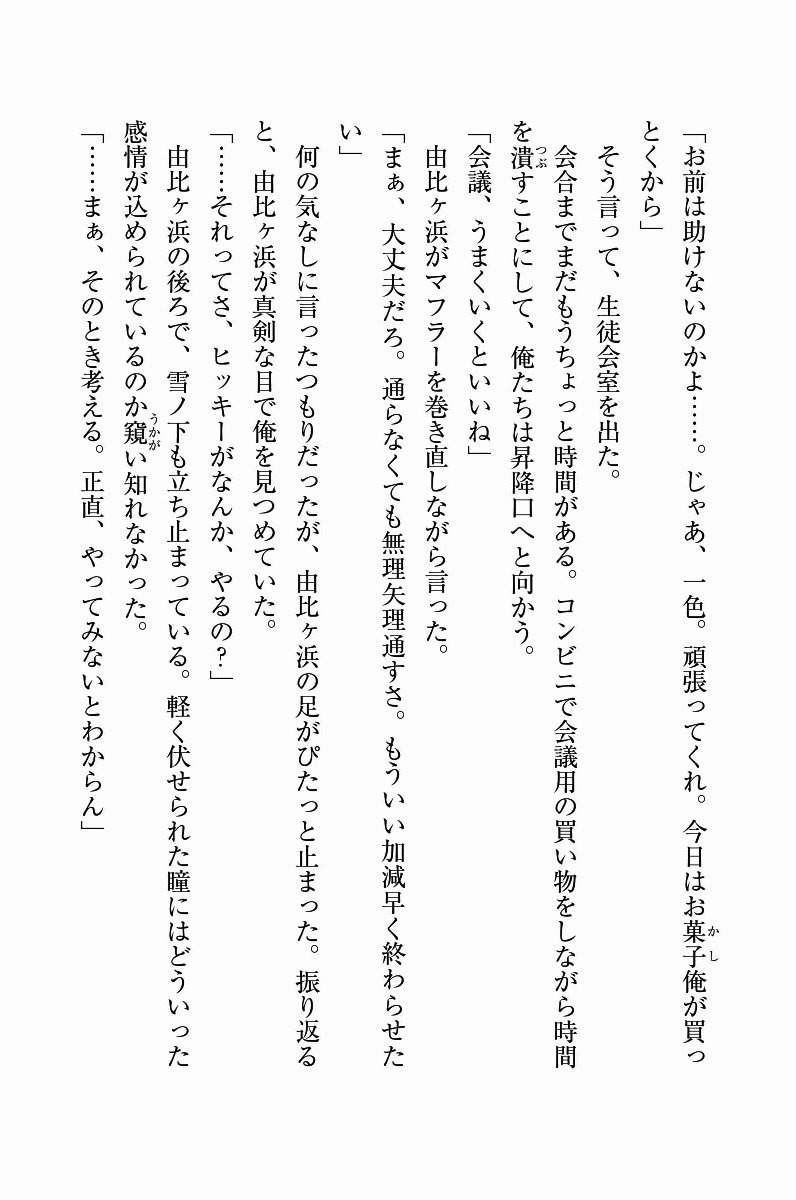 「お前は助けないのかよ……。じゃあ、一色。頑張ってくれ。今日はお菓子俺が買っ
とくから」
そう言って、生徒会室を出た。
会合までまだもうちょっと時間がある。コンビニで会議用の買い物をしながら時間
を潰すことにして、俺たちは昇降口へと向かう。
「会議、うまくいくといいね」
由比ヶ浜がマフラーを巻き直しながら言った。
「まぁ、大丈夫だろ。通らなくても無理矢理通すさ。もういい加減早く終わらせた
い」
何の気なしに言ったつもりだったが、由比ヶ浜の足がぴたっと止まった。振り返る
と、由比ヶ浜が真剣な目で俺を見つめていた。
「……それってさ、ヒッキーがなんか、やるの？」
由比ヶ浜の後ろで、雪ノ下も立ち止まっている。軽く伏せられた瞳にはどういった
感情が込められているのか窺い知れなかった。
「……まぁ、そのとき考える。正直、やってみないとわからん」